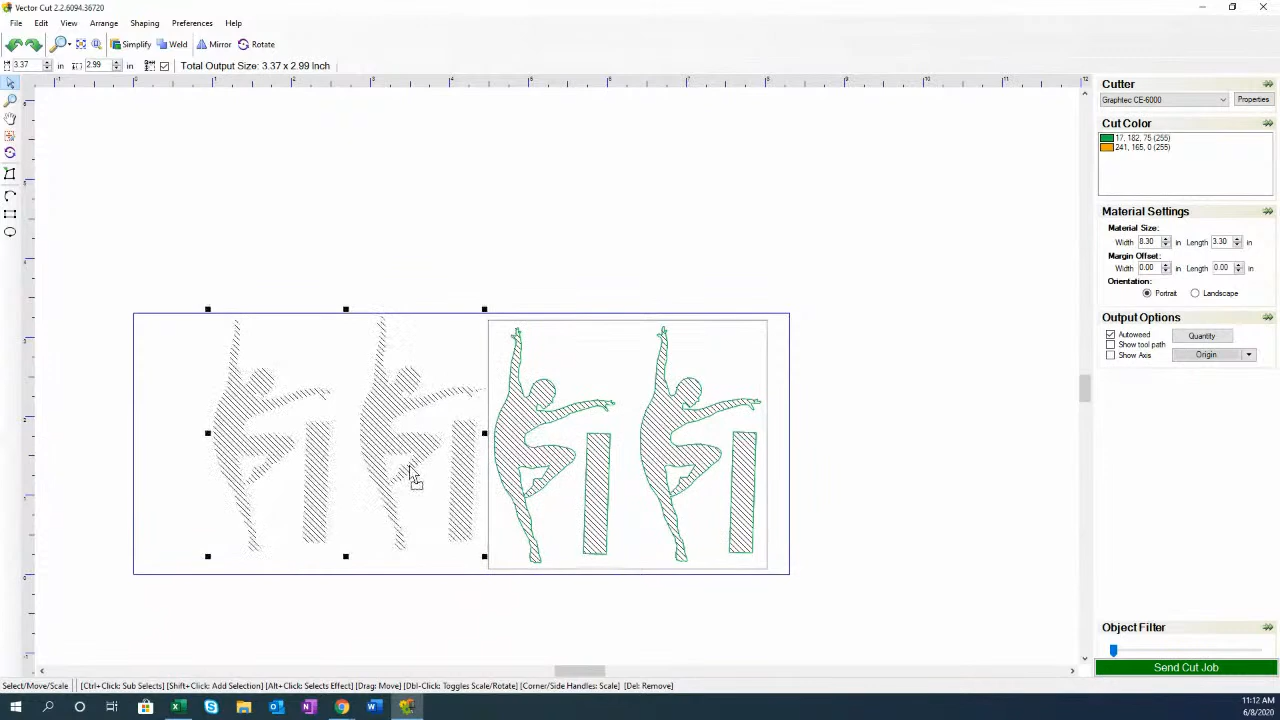 Vector Cut 2.2.6094.36720
File Edit View Arrange Shaping Preferences Help
Simplify Weld Mirror Rotate
3.37 in 2.99 in Total Output Size: 3.37 x 2.99 Inch
Cutter
Graphtec CE-6000 Properties
Cut Color
17, 182, 75 (255)
241, 165, 0 (255)
Material Settings
Material Size:
Width 8.30 in Length 3.30 in
Margin Offset:
Width 0.00 in Length 0.00 in
Orientation:
Portrait Landscape
Output Options
Autoweed Quantity
Show tool path
Show Axis Origin
Object Filter
Send Cut Job
Select/Move/Scale [Ctrl+Click: Sub Selects] [Shift+Click: Add Selection] [Alt+Click: Selects Effect] [Drag: Move] [Dbl-Click: Toggles Scale/Rotate] [Corner/Side Handles: Scale] [Del: Remove]
11:12 AM
6/8/2020